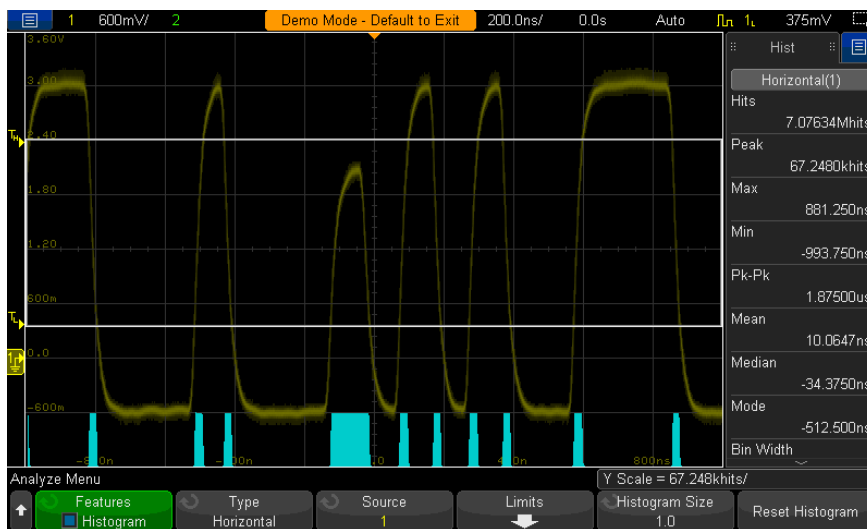 1 600mV/ 2 Demo Mode - Default to Exit 200.0ns/ 0.0s Auto 1L 375mV
Hist
Horizontal(1)
Hits
7.07634Mhits
Peak
67.2480khits
Max
881.250ns
Min
-993.750ns
Pk-Pk
1.87500us
Mean
10.0647ns
Median
-34.3750ns
Mode
-512.500ns
Bin Width
3.60V
3.00
TH 2.40
1.80
1.20
TL 600m
0.0
-600m
800ns
Analyze Menu
Y Scale = 67.248khits/
Features
Histogram
Type
Horizontal
Source
1
Limits
Histogram Size
1.0
Reset Histogram